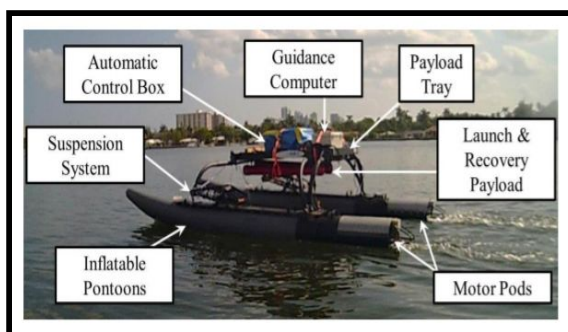 Automatic
Control Box
Guidance
Computer
Payload
Tray
Suspension
System
Launch &
Recovery
Payload
Inflatable
Pontoons
Motor Pods